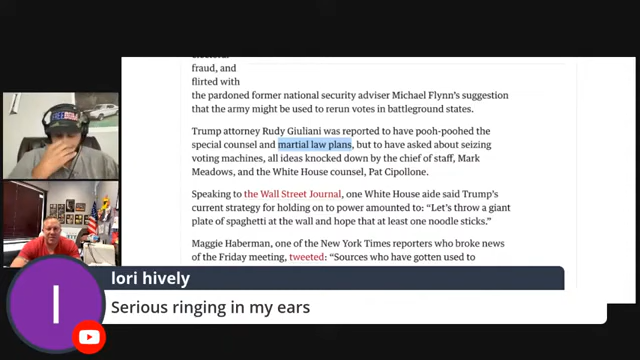 fraud, and
flirted with
the pardoned former national security adviser Michael Flynn's suggestion
that the army might be used to rerun votes in battleground states.
Trump attorney Rudy Giuliani was reported to have pooh-poohed the
special counsel and martial law plans, but to have asked about seizing
voting machines, all ideas knocked down by the chief of staff, Mark
Meadows, and the White House counsel, Pat Cipollone.
Speaking to the Wall Street Journal, one White House aide said Trump's
current strategy for holding on to power amounted to: “Let's throw a giant
plate of spaghetti at the wall and hope that at least one noodle sticks.”
Maggie Haberman, one of the New York Times reporters who broke news
of the Friday meeting, tweeted: “Sources who have gotten used to
lori hively
I
Serious ringing in my ears